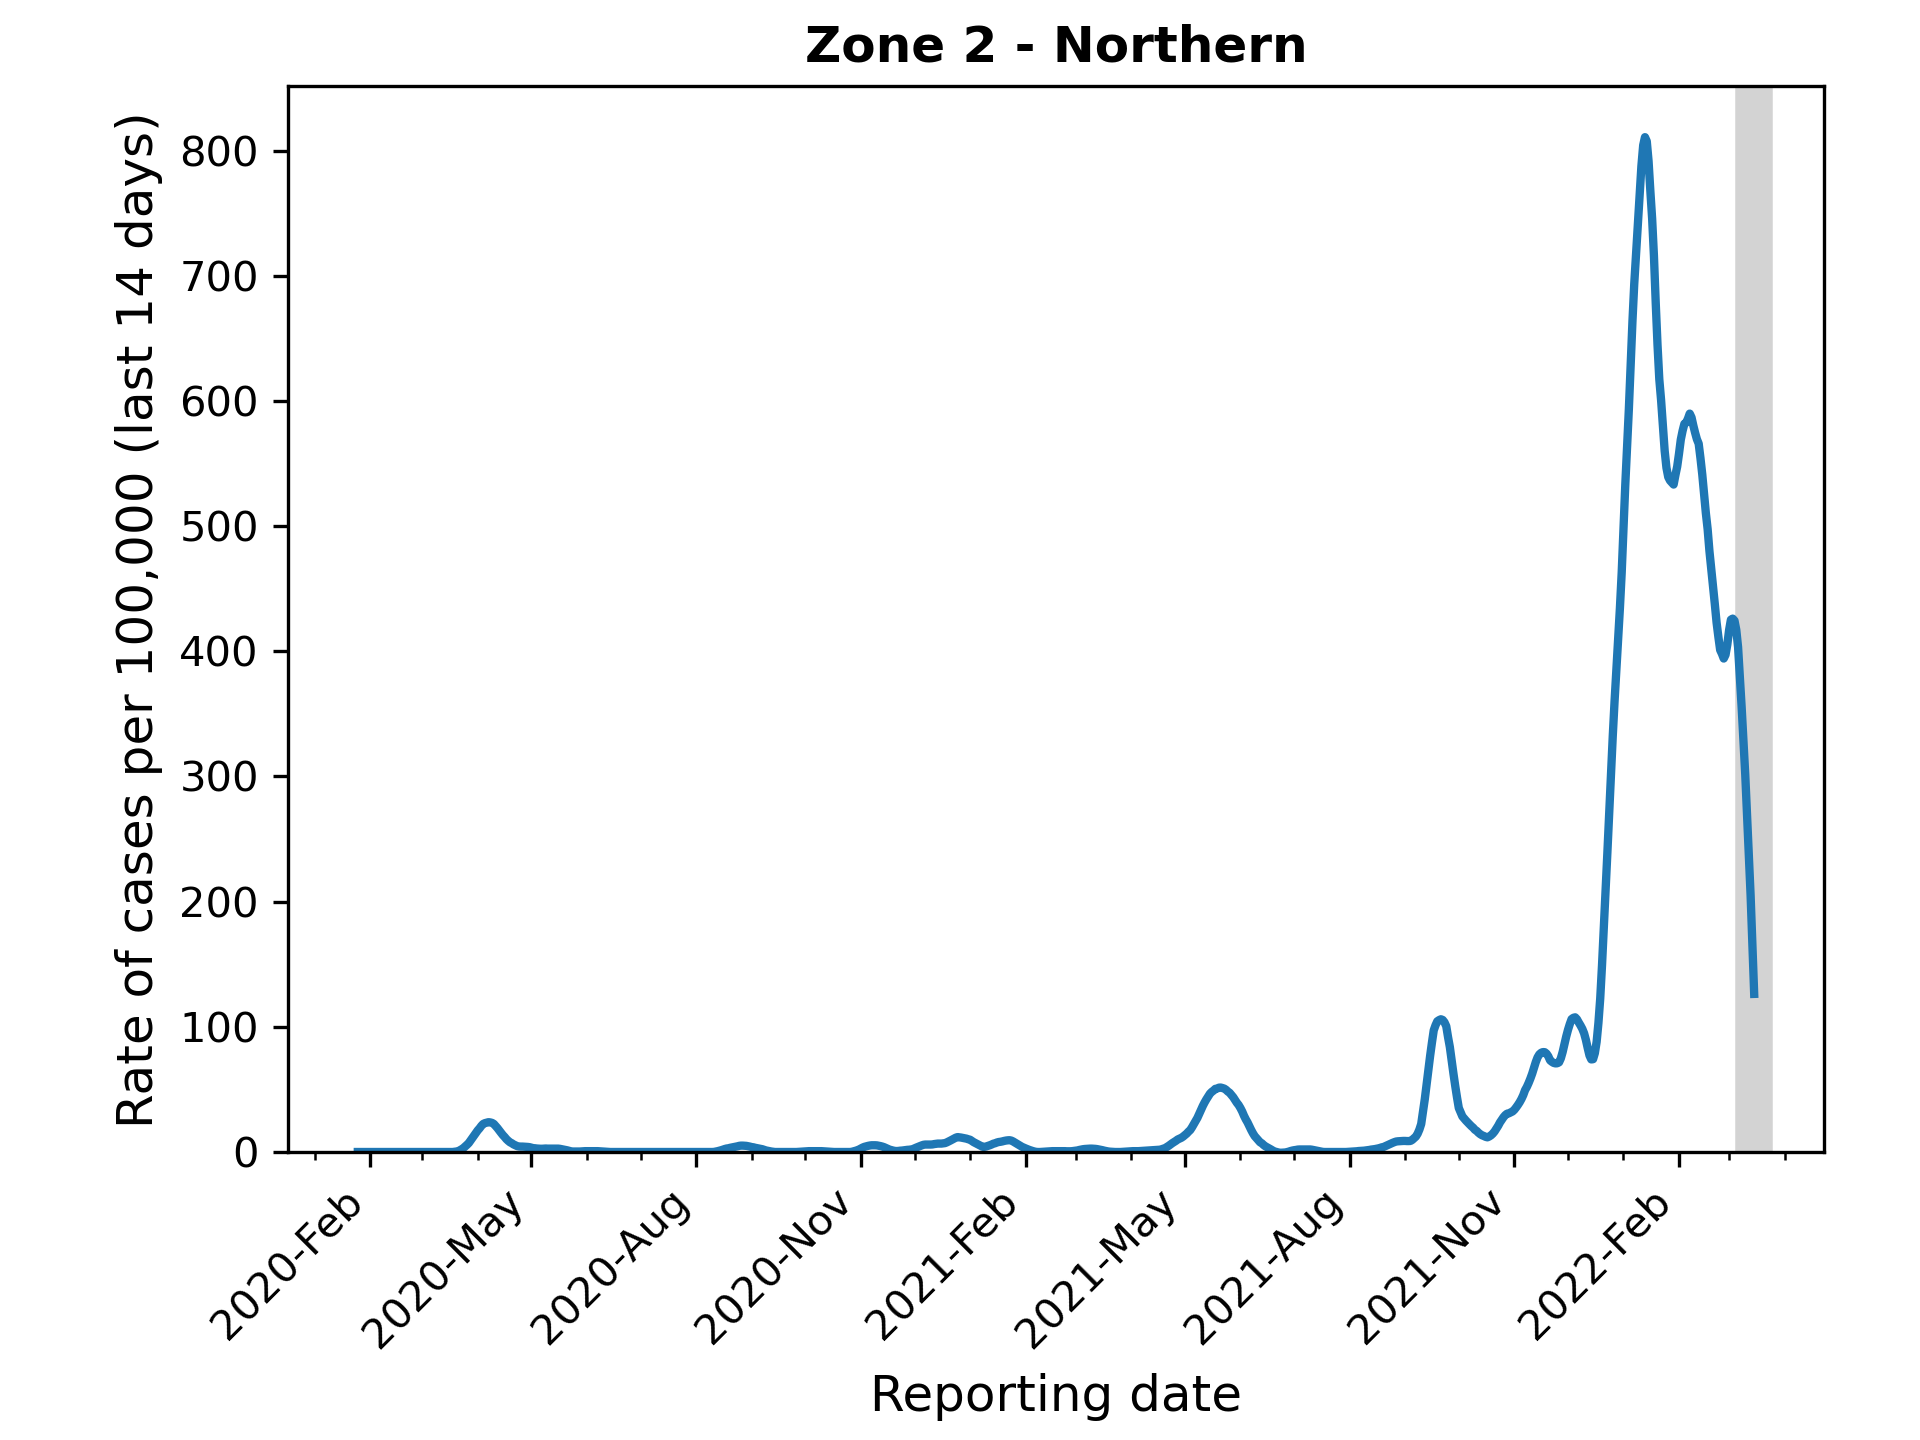 Zone 2 - Northern
Rate of cases per 100,000 (last 14 days)
800
700
600
500
400
300
200
100
0
2020-Feb
2020-May
2020-Aug
2020-Nov
2021-Feb
2021-May
2021-Aug
2021-Nov
2022-Feb
Reporting date